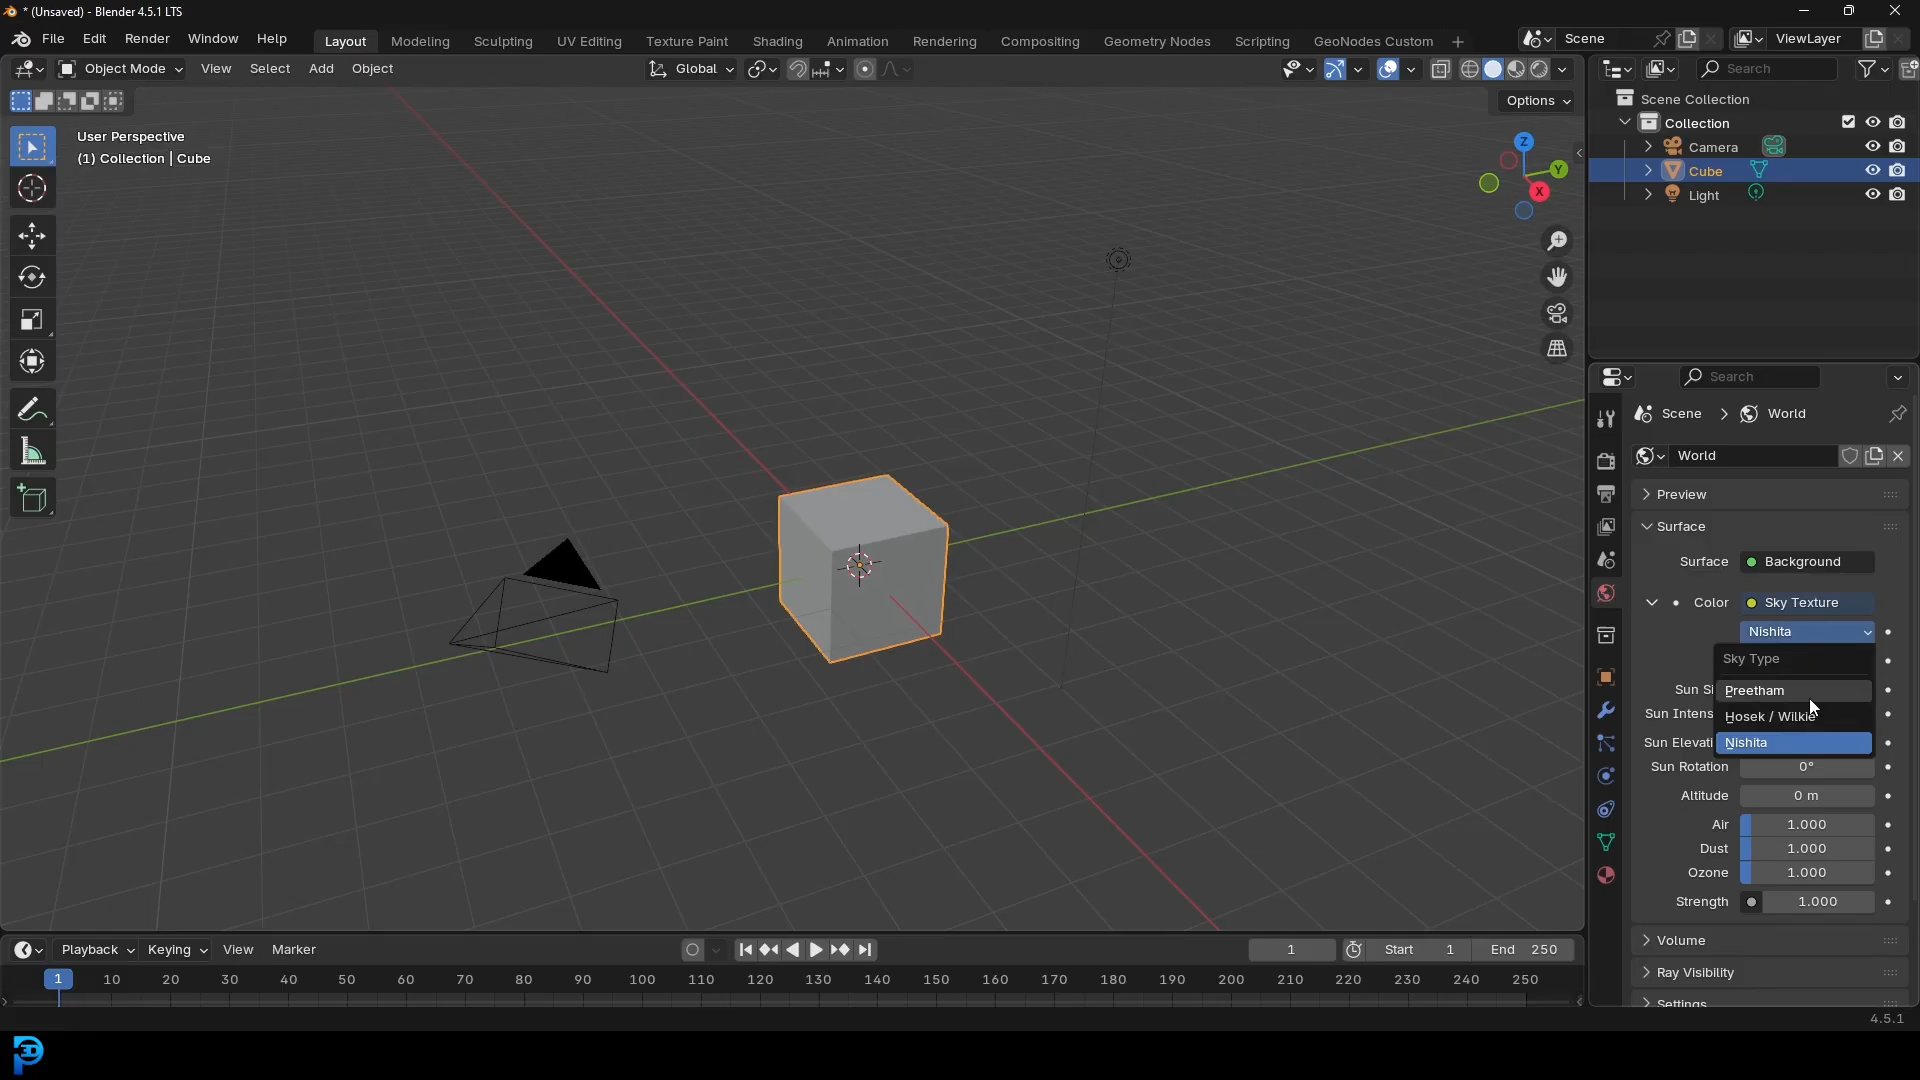 * (Unsaved) - Blender 4.5.1 LTS
File Edit Render Window Help Layout Modeling Sculpting UV Editing Texture Paint Shading Animation Rendering Compositing Geometry Nodes Scripting GeoNodes Custom + Scene ViewLayer
Object Mode View Select Add Object Global Search
Options
User Perspective
(1) Collection | Cube
Z
Y
X
Scene Collection
Collection
Camera
Cube
Light
Search
Scene > World
World
Preview
Surface
Surface Background
Color Sky Texture
Nishita
Sky Type
Preetham
Hosek / Wilkie
Nishita
Sun Si
Sun Intens
Sun Elevati
Sun Rotation 0°
Altitude 0 m
Air 1.000
Dust 1.000
Ozone 1.000
Strength 1.000
Volume
Ray Visibility
Settings
Playback Keying View Marker 1 Start 1 End 250
1 10 20 30 40 50 60 70 80 90 100 110 120 130 140 150 160 170 180 190 200 210 220 230 240 250
4.5.1
P3D